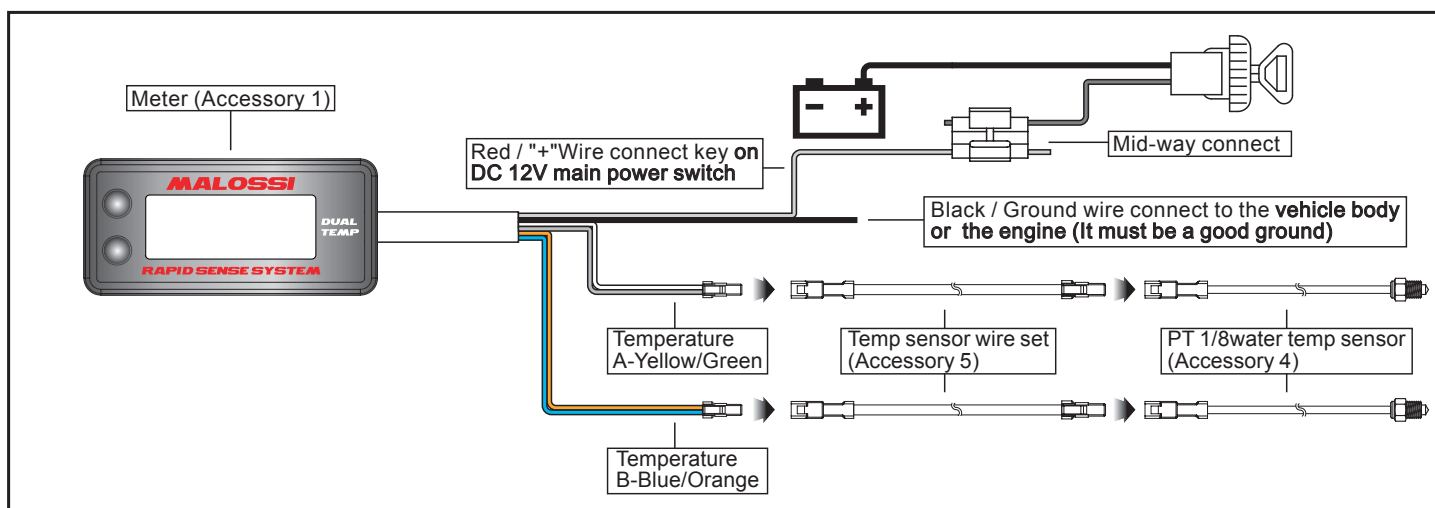 Meter (Accessory 1)
MALOSSI
DUAL
TEMP
RAPID SENSE SYSTEM
Red / "+"Wire connect key on
DC 12V main power switch
Mid-way connect
Black / Ground wire connect to the vehicle body
or the engine (It must be a good ground)
Temperature
A-Yellow/Green
Temp sensor wire set
(Accessory 5)
PT 1/8water temp sensor
(Accessory 4)
Temperature
B-Blue/Orange